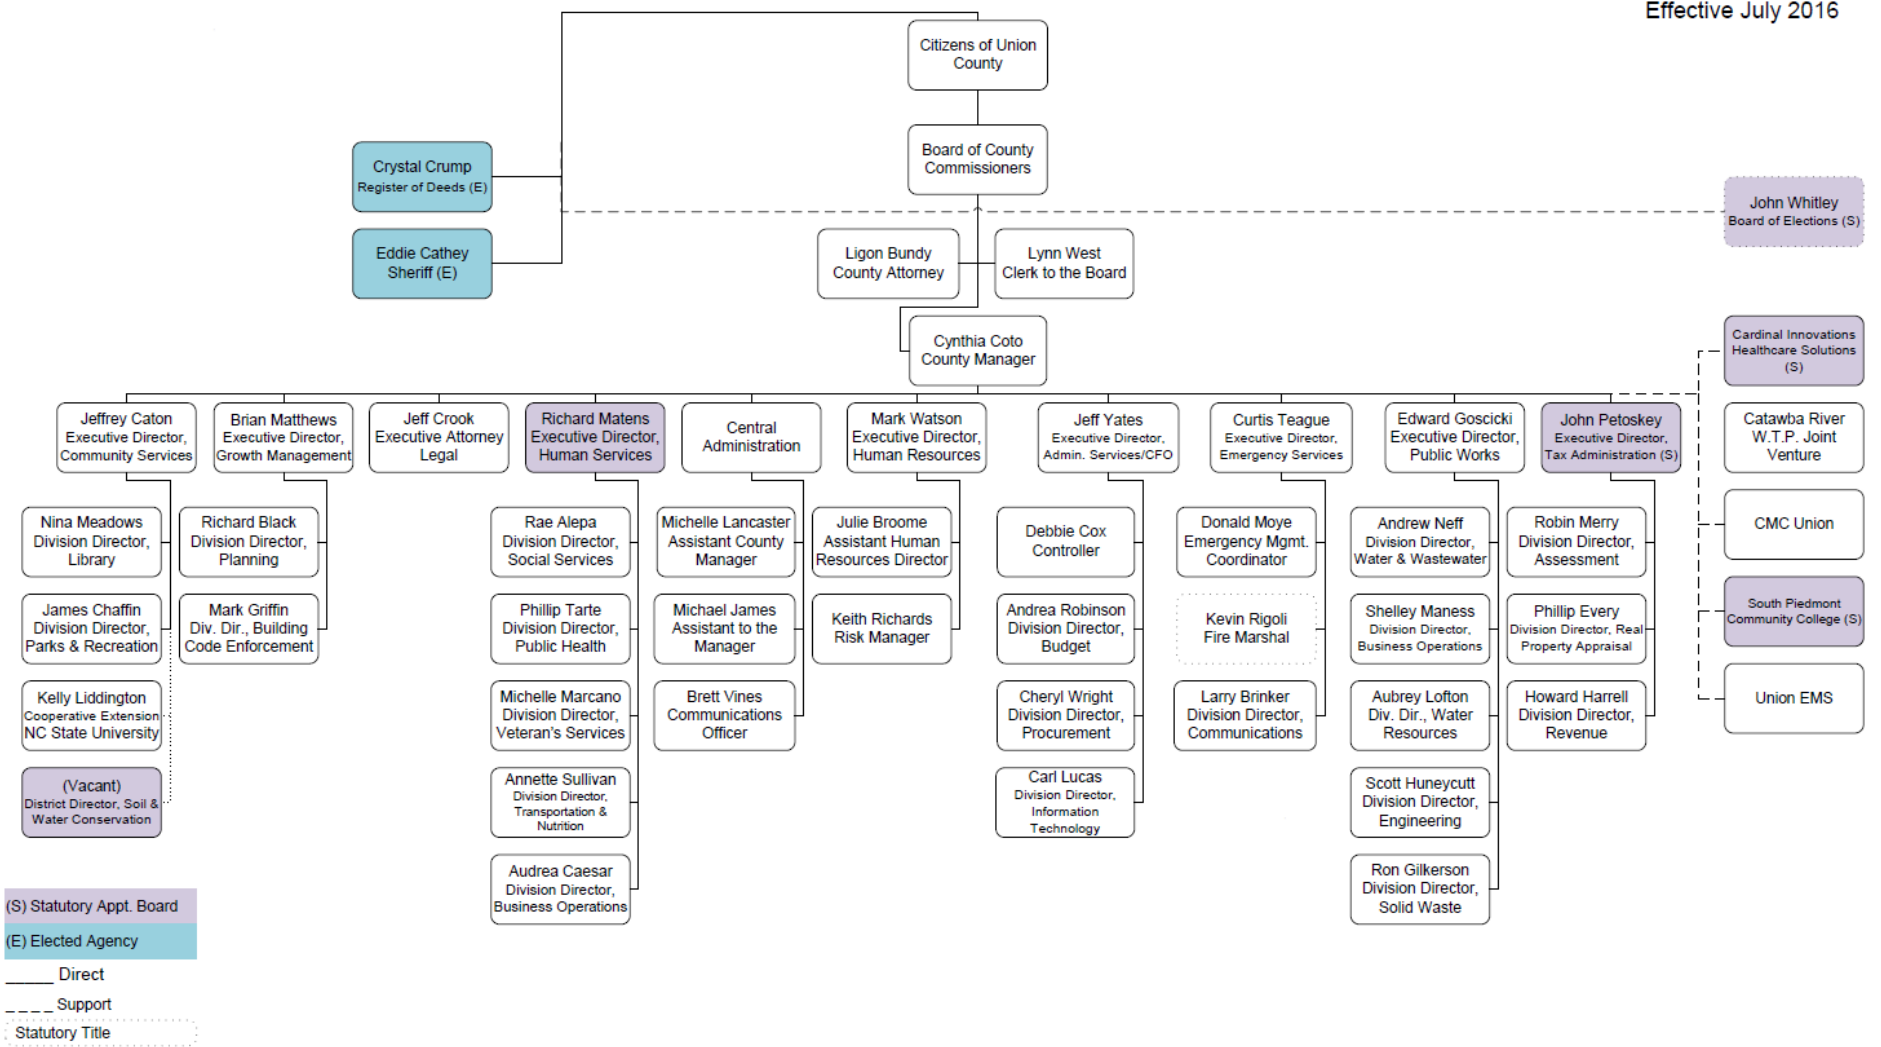 Effective July 2016
Citizens of Union
County
Board of County
Commissioners
Crystal Crump
Register of Deeds (E)
John Whitley
Board of Elections (S)
Eddie Cathey
Sheriff (E)
Ligon Bundy
County Attorney
Lynn West
Clerk to the Board
Cynthia Coto
County Manager
Cardinal Innovations
Healthcare Solutions
(S)
Catawba River
W.T.P. Joint
Venture
CMC Union
South Piedmont
Community College (S)
Union EMS
Jeffrey Caton
Executive Director,
Community Services
Nina Meadows
Division Director,
Library
James Chaffin
Division Director,
Parks & Recreation
Kelly Liddington
Cooperative Extension
NC State University
(Vacant)
District Director, Soil &
Water Conservation
Brian Matthews
Executive Director,
Growth Management
Richard Black
Division Director,
Planning
Mark Griffin
Div. Dir., Building
Code Enforcement
Jeff Crook
Executive Attorney
Legal
Richard Matens
Executive Director,
Human Services
Rae Alepa
Division Director,
Social Services
Phillip Tarte
Division Director,
Public Health
Michelle Marcano
Division Director,
Veteran's Services
Annette Sullivan
Division Director,
Transportation &
Nutrition
Audrea Caesar
Division Director,
Business Operations
Central
Administration
Michelle Lancaster
Assistant County
Manager
Michael James
Assistant to the
Manager
Brett Vines
Communications
Officer
Mark Watson
Executive Director,
Human Resources
Julie Broome
Assistant Human
Resources Director
Keith Richards
Risk Manager
Jeff Yates
Executive Director,
Admin. Services/CFO
Debbie Cox
Controller
Andrea Robinson
Division Director,
Budget
Cheryl Wright
Division Director,
Procurement
Carl Lucas
Division Director,
Information
Technology
Curtis Teague
Executive Director,
Emergency Services
Donald Moye
Emergency Mgmt.
Coordinator
Kevin Rigoli
Fire Marshal
Larry Brinker
Division Director,
Communications
Edward Goscicki
Executive Director,
Public Works
Andrew Neff
Division Director,
Water & Wastewater
Shelley Maness
Division Director,
Business Operations
Aubrey Lofton
Div. Dir., Water
Resources
Scott Huneycutt
Division Director,
Engineering
Ron Gilkerson
Division Director,
Solid Waste
John Petoskey
Executive Director,
Tax Administration (S)
Robin Merry
Division Director,
Assessment
Phillip Every
Division Director, Real
Property Appraisal
Howard Harrell
Division Director,
Revenue
(S) Statutory Appt. Board
(E) Elected Agency
_____ Direct
_ _ _ _ Support
Statutory Title